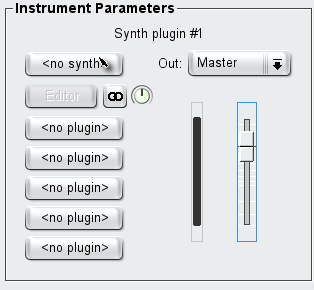 Instrument Parameters
Synth plugin #1
<no synth>
Out: Master
Editor
<no plugin>
<no plugin>
<no plugin>
<no plugin>
<no plugin>